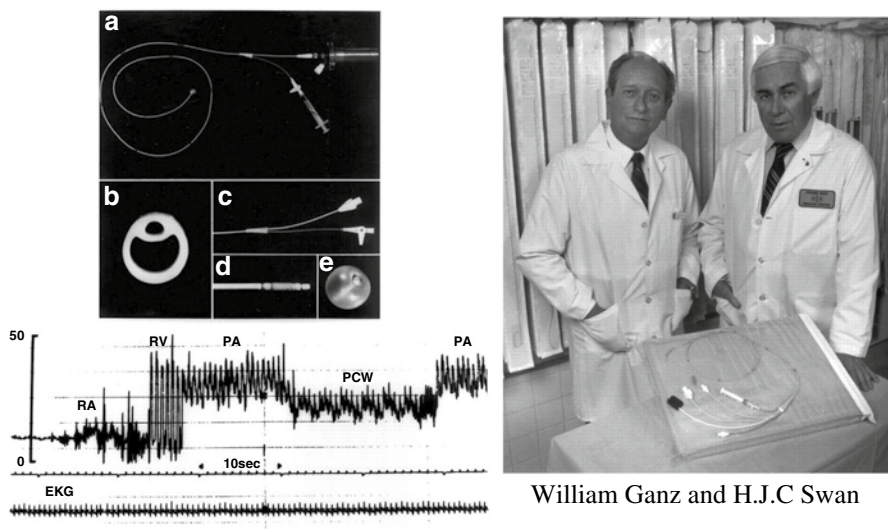 a
b
c
d
e
50
RV
PA
PA
PCW
RA
0
10sec
EKG
William Ganz and H.J.C Swan